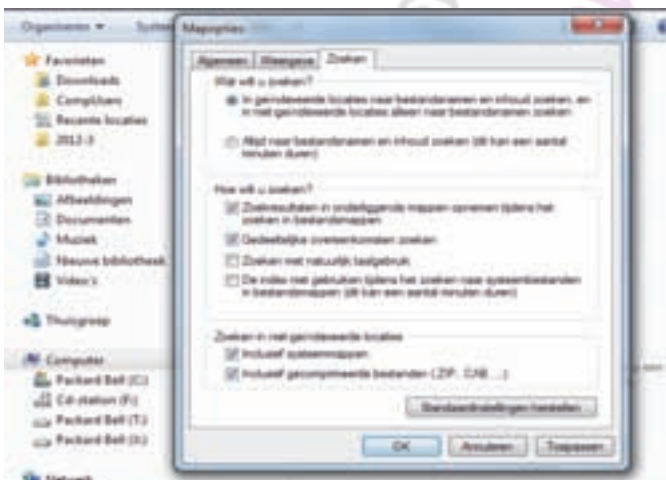 Organiseren
Favorieten
Downloads
CompUsers
Recente locaties
2012-3
Bibliotheken
Afbeeldingen
Documenten
Muziek
Nieuwe bibliotheek
Video's
Thuisgroep
Computer
Packard Bell (C:)
Cd-station (F:)
Packard Bell (T:)
Packard Bell
Netwerk
Mapopties
Algemeen Weergave Zoeken
Wat wilt u zoeken?
In geïndexeerde locaties naar bestandsnamen en inhoud zoeken, en
in niet geïndexeerde locaties alleen naar bestandsnamen zoeken
Altijd naar bestandsnamen en inhoud zoeken (dit kan een aantal
minuten duren)
Hoe wilt u zoeken?
Zoekresultaten in onderliggende mappen opnemen tijdens het
zoeken in bestandsmappen
Gedeeltelijke overeenkomsten zoeken
Zoeken met natuurlijk taalgebruik
De index niet gebruiken tijdens het zoeken naar systeembestanden
in bestandsmappen (dit kan een aantal minuten duren)
Zoeken in niet geïndexeerde locaties
Inclusief systeemmappen
Inclusief gecomprimeerde bestanden (.ZIP, .CAB ...)
Standaardinstellingen herstellen
OK Annuleren Toepassen